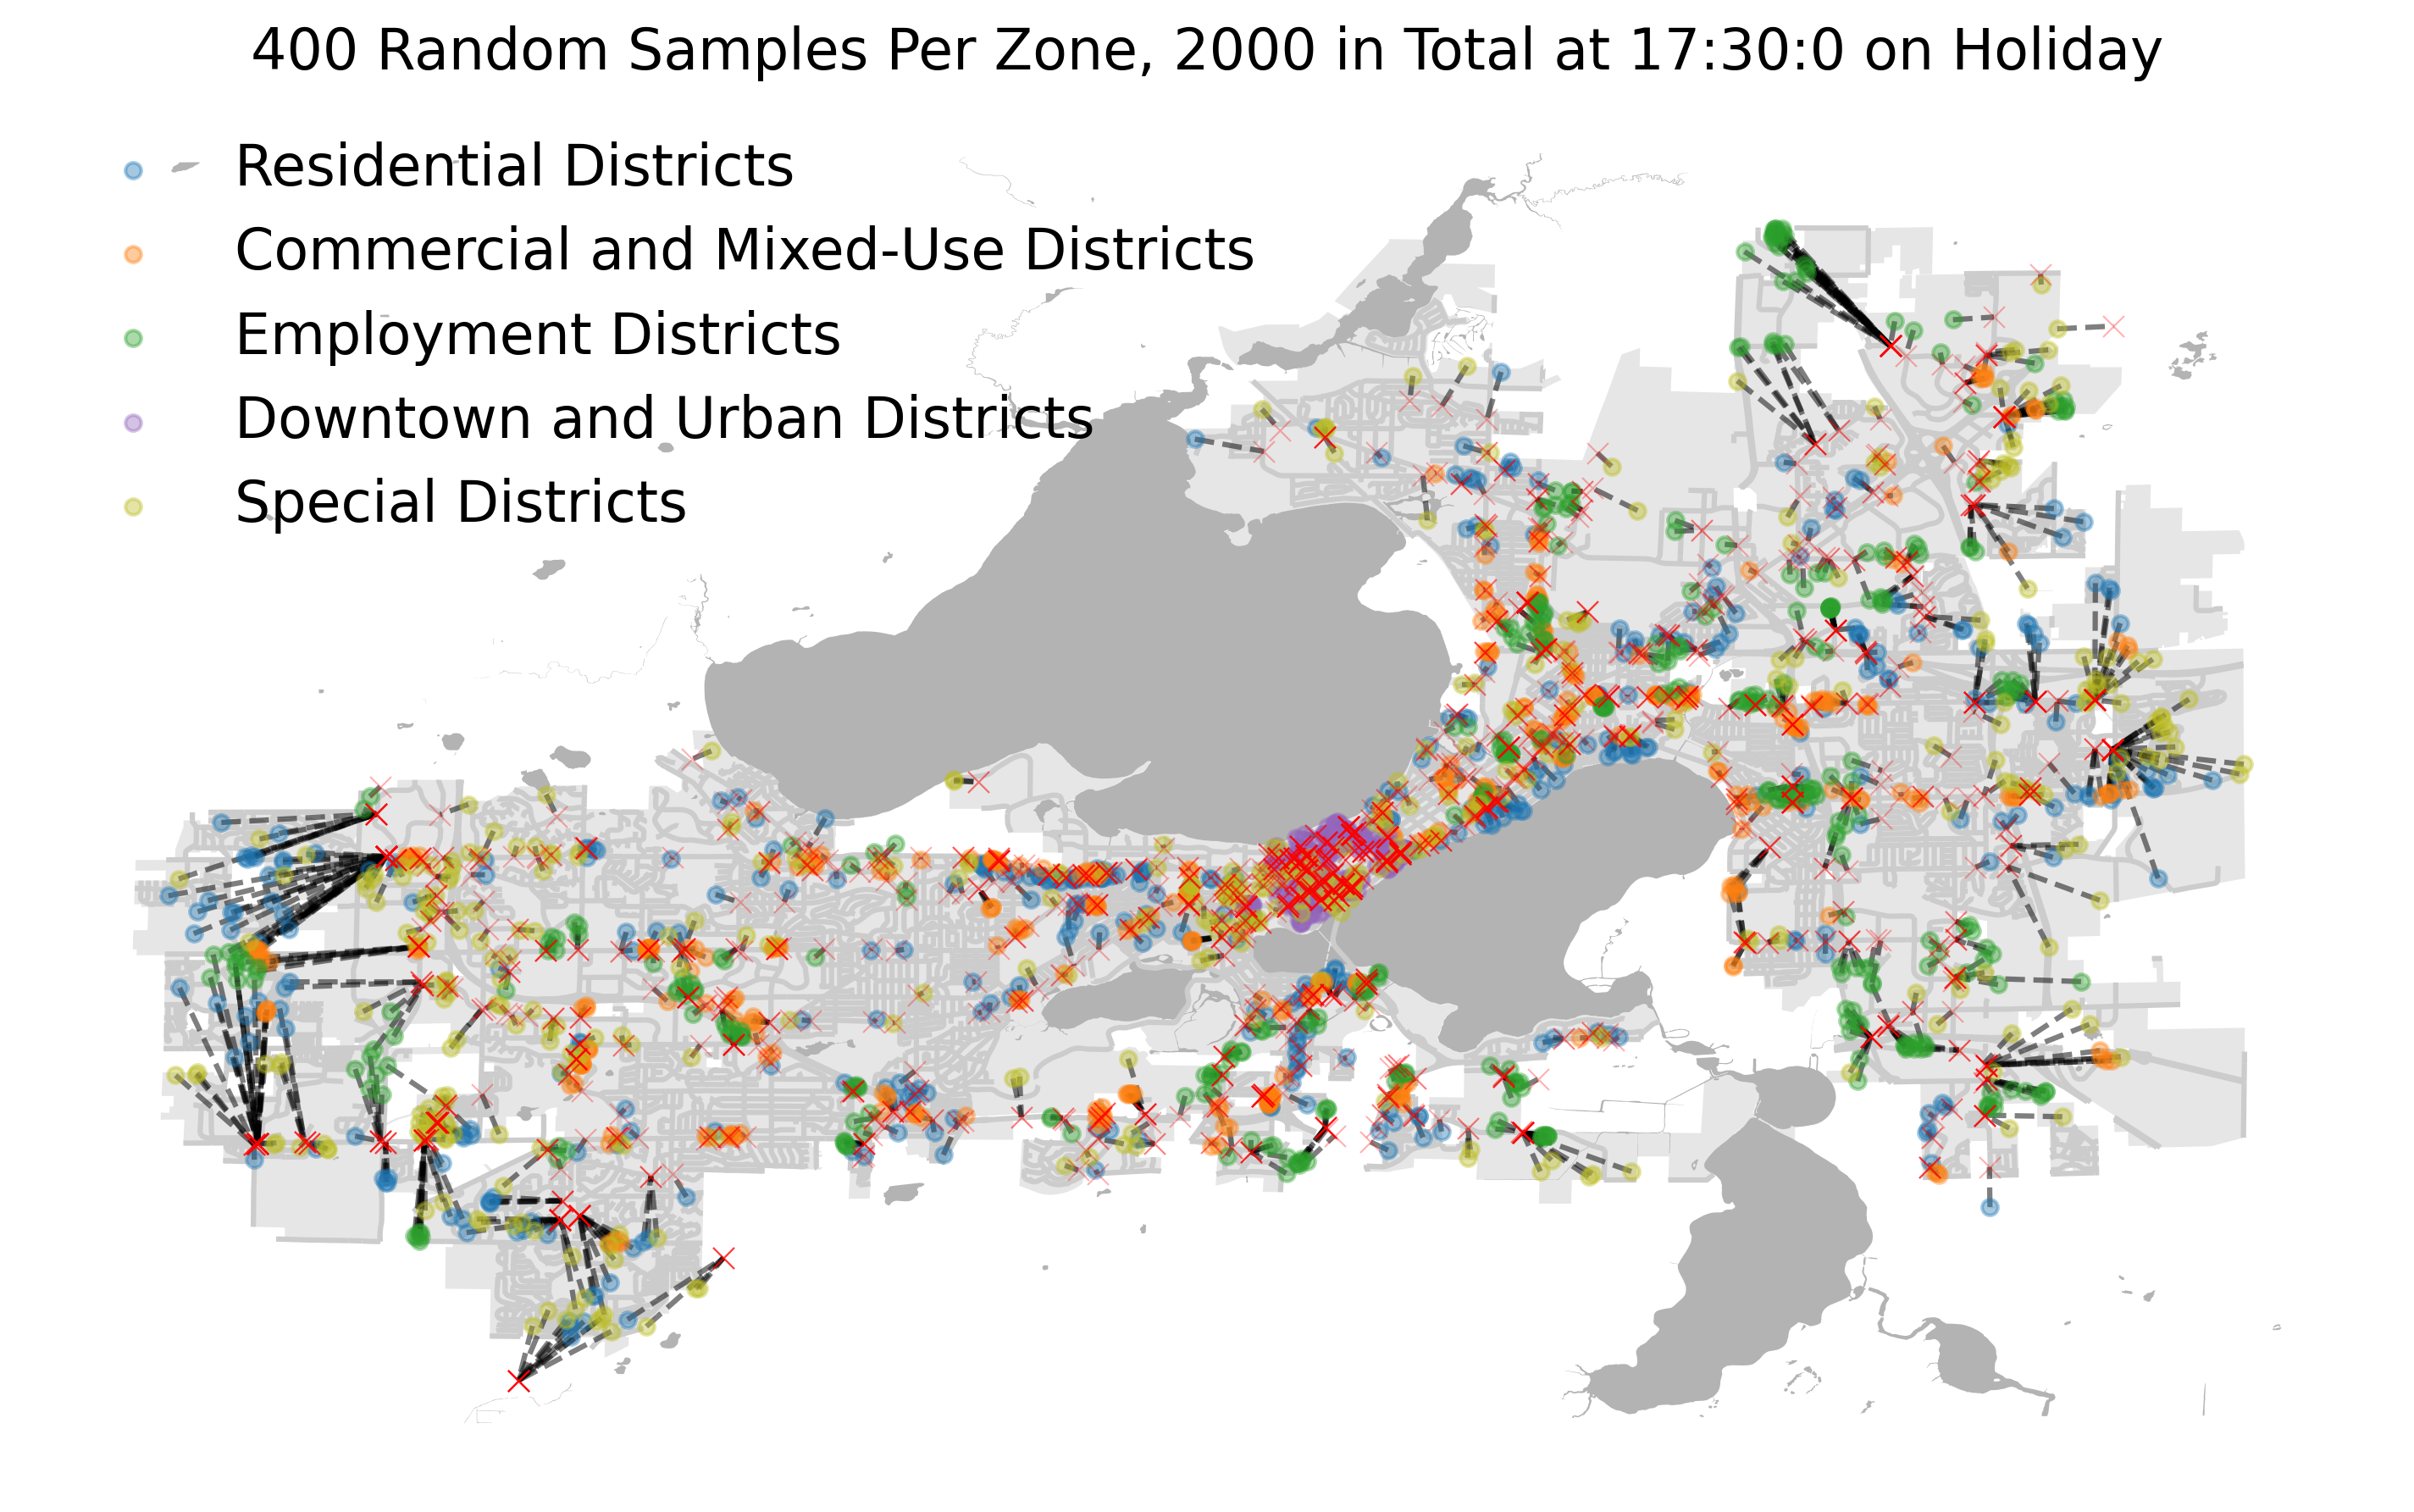 400 Random Samples Per Zone, 2000 in Total at 17:30:0 on Holiday
Residential Districts
Commercial and Mixed-Use Districts
Employment Districts
Downtown and Urban Districts
Special Districts